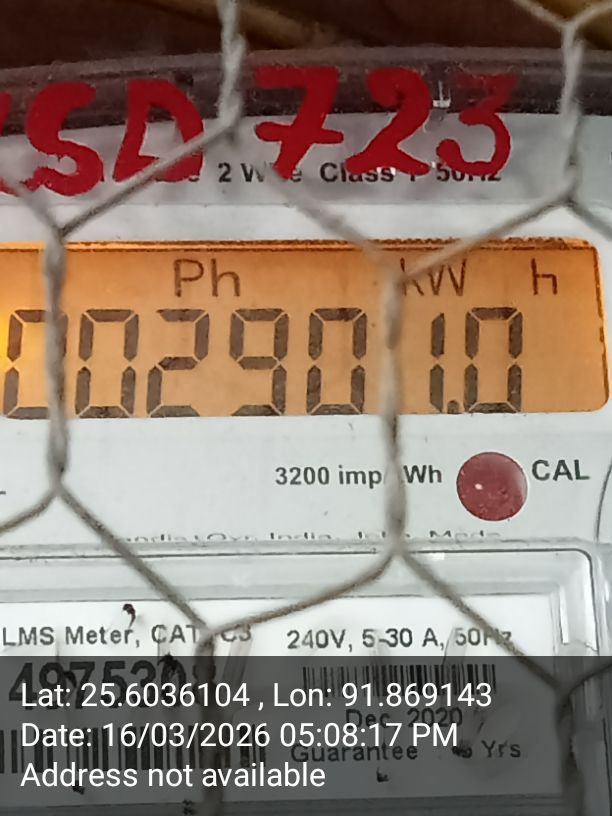 SD 723
2 W e Class 1 50Hz
Ph kW h
002901.0
3200 imp/kWh CAL
LMS Meter, CAT C3 240V, 5-30 A, 50Hz
Dec 2020
Guarantee Yrs
Lat: 25.6036104 , Lon: 91.869143
Date: 16/03/2026 05:08:17 PM
Address not available